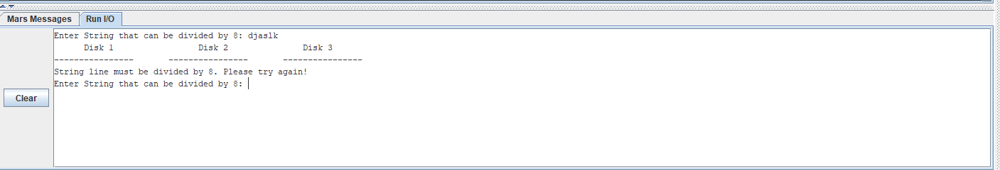 Mars Messages Run I/O
Enter String that can be divided by 8: djaslk
Disk 1 Disk 2 Disk 3
---------------- ---------------- ----------------
String line must be divided by 8. Please try again!
Enter String that can be divided by 8:
Clear